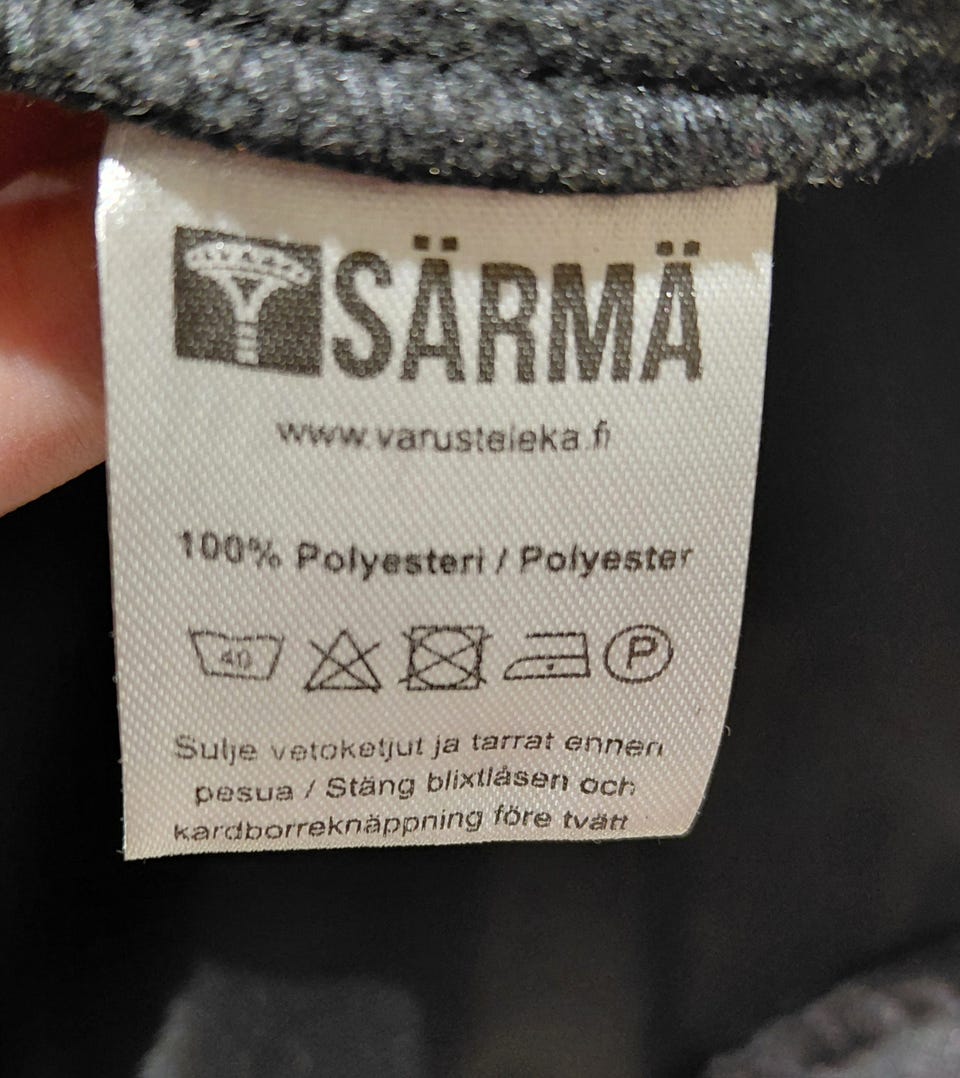 SÄRMÄ
www.varusteleka.fi
100% Polyesteri / Polyester
40 P
Sulje vetoketjut ja tarrat ennen
pesua / Stäng blixtlåsen och
kardborreknäppning före tvätt